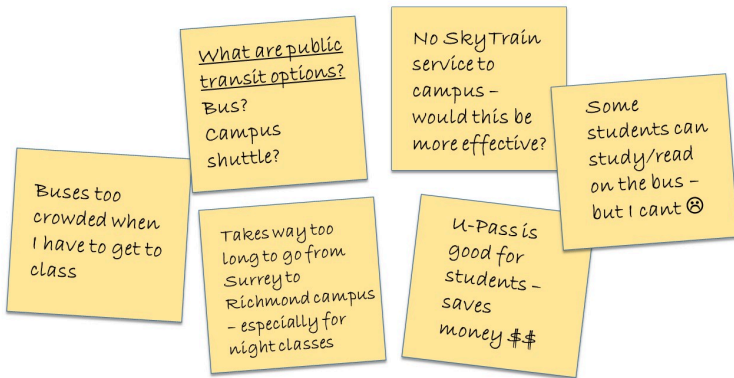 What are public
transit options?
Bus?
Campus
shuttle?
No SkyTrain
service to
campus –
would this be
more effective?
Some
students can
study/read
on the bus –
but I cant ☹
Buses too
crowded when
I have to get to
class
Takes way too
long to go from
Surrey to
Richmond campus
– especially for
night classes
U-Pass is
good for
students –
saves
money $$